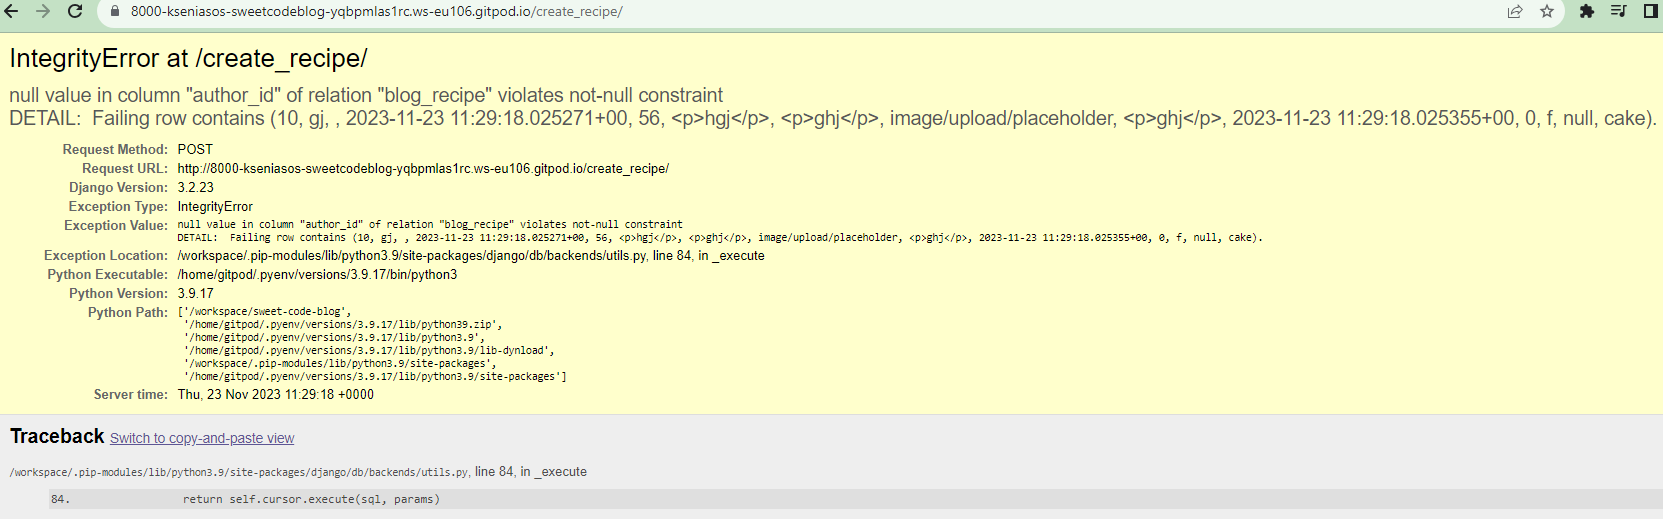 8000-kseniasos-sweetcodeblog-yqbpmlas1rc.ws-eu106.gitpod.io/create_recipe/
IntegrityError at /create_recipe/
null value in column "author_id" of relation "blog_recipe" violates not-null constraint
DETAIL:  Failing row contains (10, gj, , 2023-11-23 11:29:18.025271+00, 56, <p>hgj</p>, <p>ghj</p>, image/upload/placeholder, <p>ghj</p>, 2023-11-23 11:29:18.025355+00, 0, f, null, cake).
Request Method: POST
Request URL: http://8000-kseniasos-sweetcodeblog-yqbpmlas1rc.ws-eu106.gitpod.io/create_recipe/
Django Version: 3.2.23
Exception Type: IntegrityError
Exception Value: null value in column "author_id" of relation "blog_recipe" violates not-null constraint
DETAIL:  Failing row contains (10, gj, , 2023-11-23 11:29:18.025271+00, 56, <p>hgj</p>, <p>ghj</p>, image/upload/placeholder, <p>ghj</p>, 2023-11-23 11:29:18.025355+00, 0, f, null, cake).
Exception Location: /workspace/.pip-modules/lib/python3.9/site-packages/django/db/backends/utils.py, line 84, in _execute
Python Executable: /home/gitpod/.pyenv/versions/3.9.17/bin/python3
Python Version: 3.9.17
Python Path: ['/workspace/sweet-code-blog',
'/home/gitpod/.pyenv/versions/3.9.17/lib/python39.zip',
'/home/gitpod/.pyenv/versions/3.9.17/lib/python3.9',
'/home/gitpod/.pyenv/versions/3.9.17/lib/python3.9/lib-dynload',
'/workspace/.pip-modules/lib/python3.9/site-packages',
'/home/gitpod/.pyenv/versions/3.9.17/lib/python3.9/site-packages']
Server time: Thu, 23 Nov 2023 11:29:18 +0000
Traceback Switch to copy-and-paste view
/workspace/.pip-modules/lib/python3.9/site-packages/django/db/backends/utils.py, line 84, in _execute
84. return self.cursor.execute(sql, params)